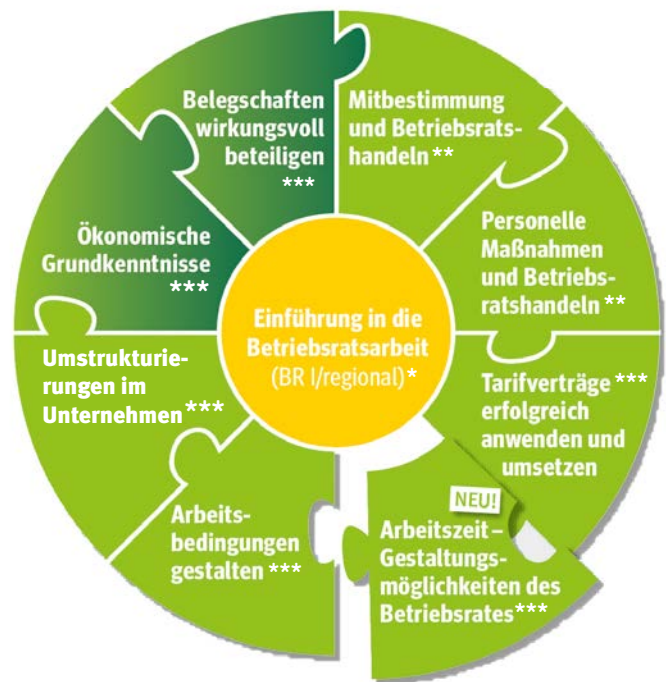 Belegschaften
wirkungsvoll
beteiligen
***
Mitbestimmung
und Betriebsrats-
handeln **
Personelle
Maßnahmen
und Betriebs-
ratshandeln **
Tarifverträge ***
erfolgreich
anwenden und
umsetzen
NEU!
Arbeitszeit –
Gestaltungs-
möglichkeiten des
Betriebsrates ***
Arbeits-
bedingungen
gestalten ***
Umstrukturie-
rungen im
Unternehmen ***
Ökonomische
Grundkenntnisse
***
Einführung in die
Betriebsratsarbeit
(BR I/regional) *